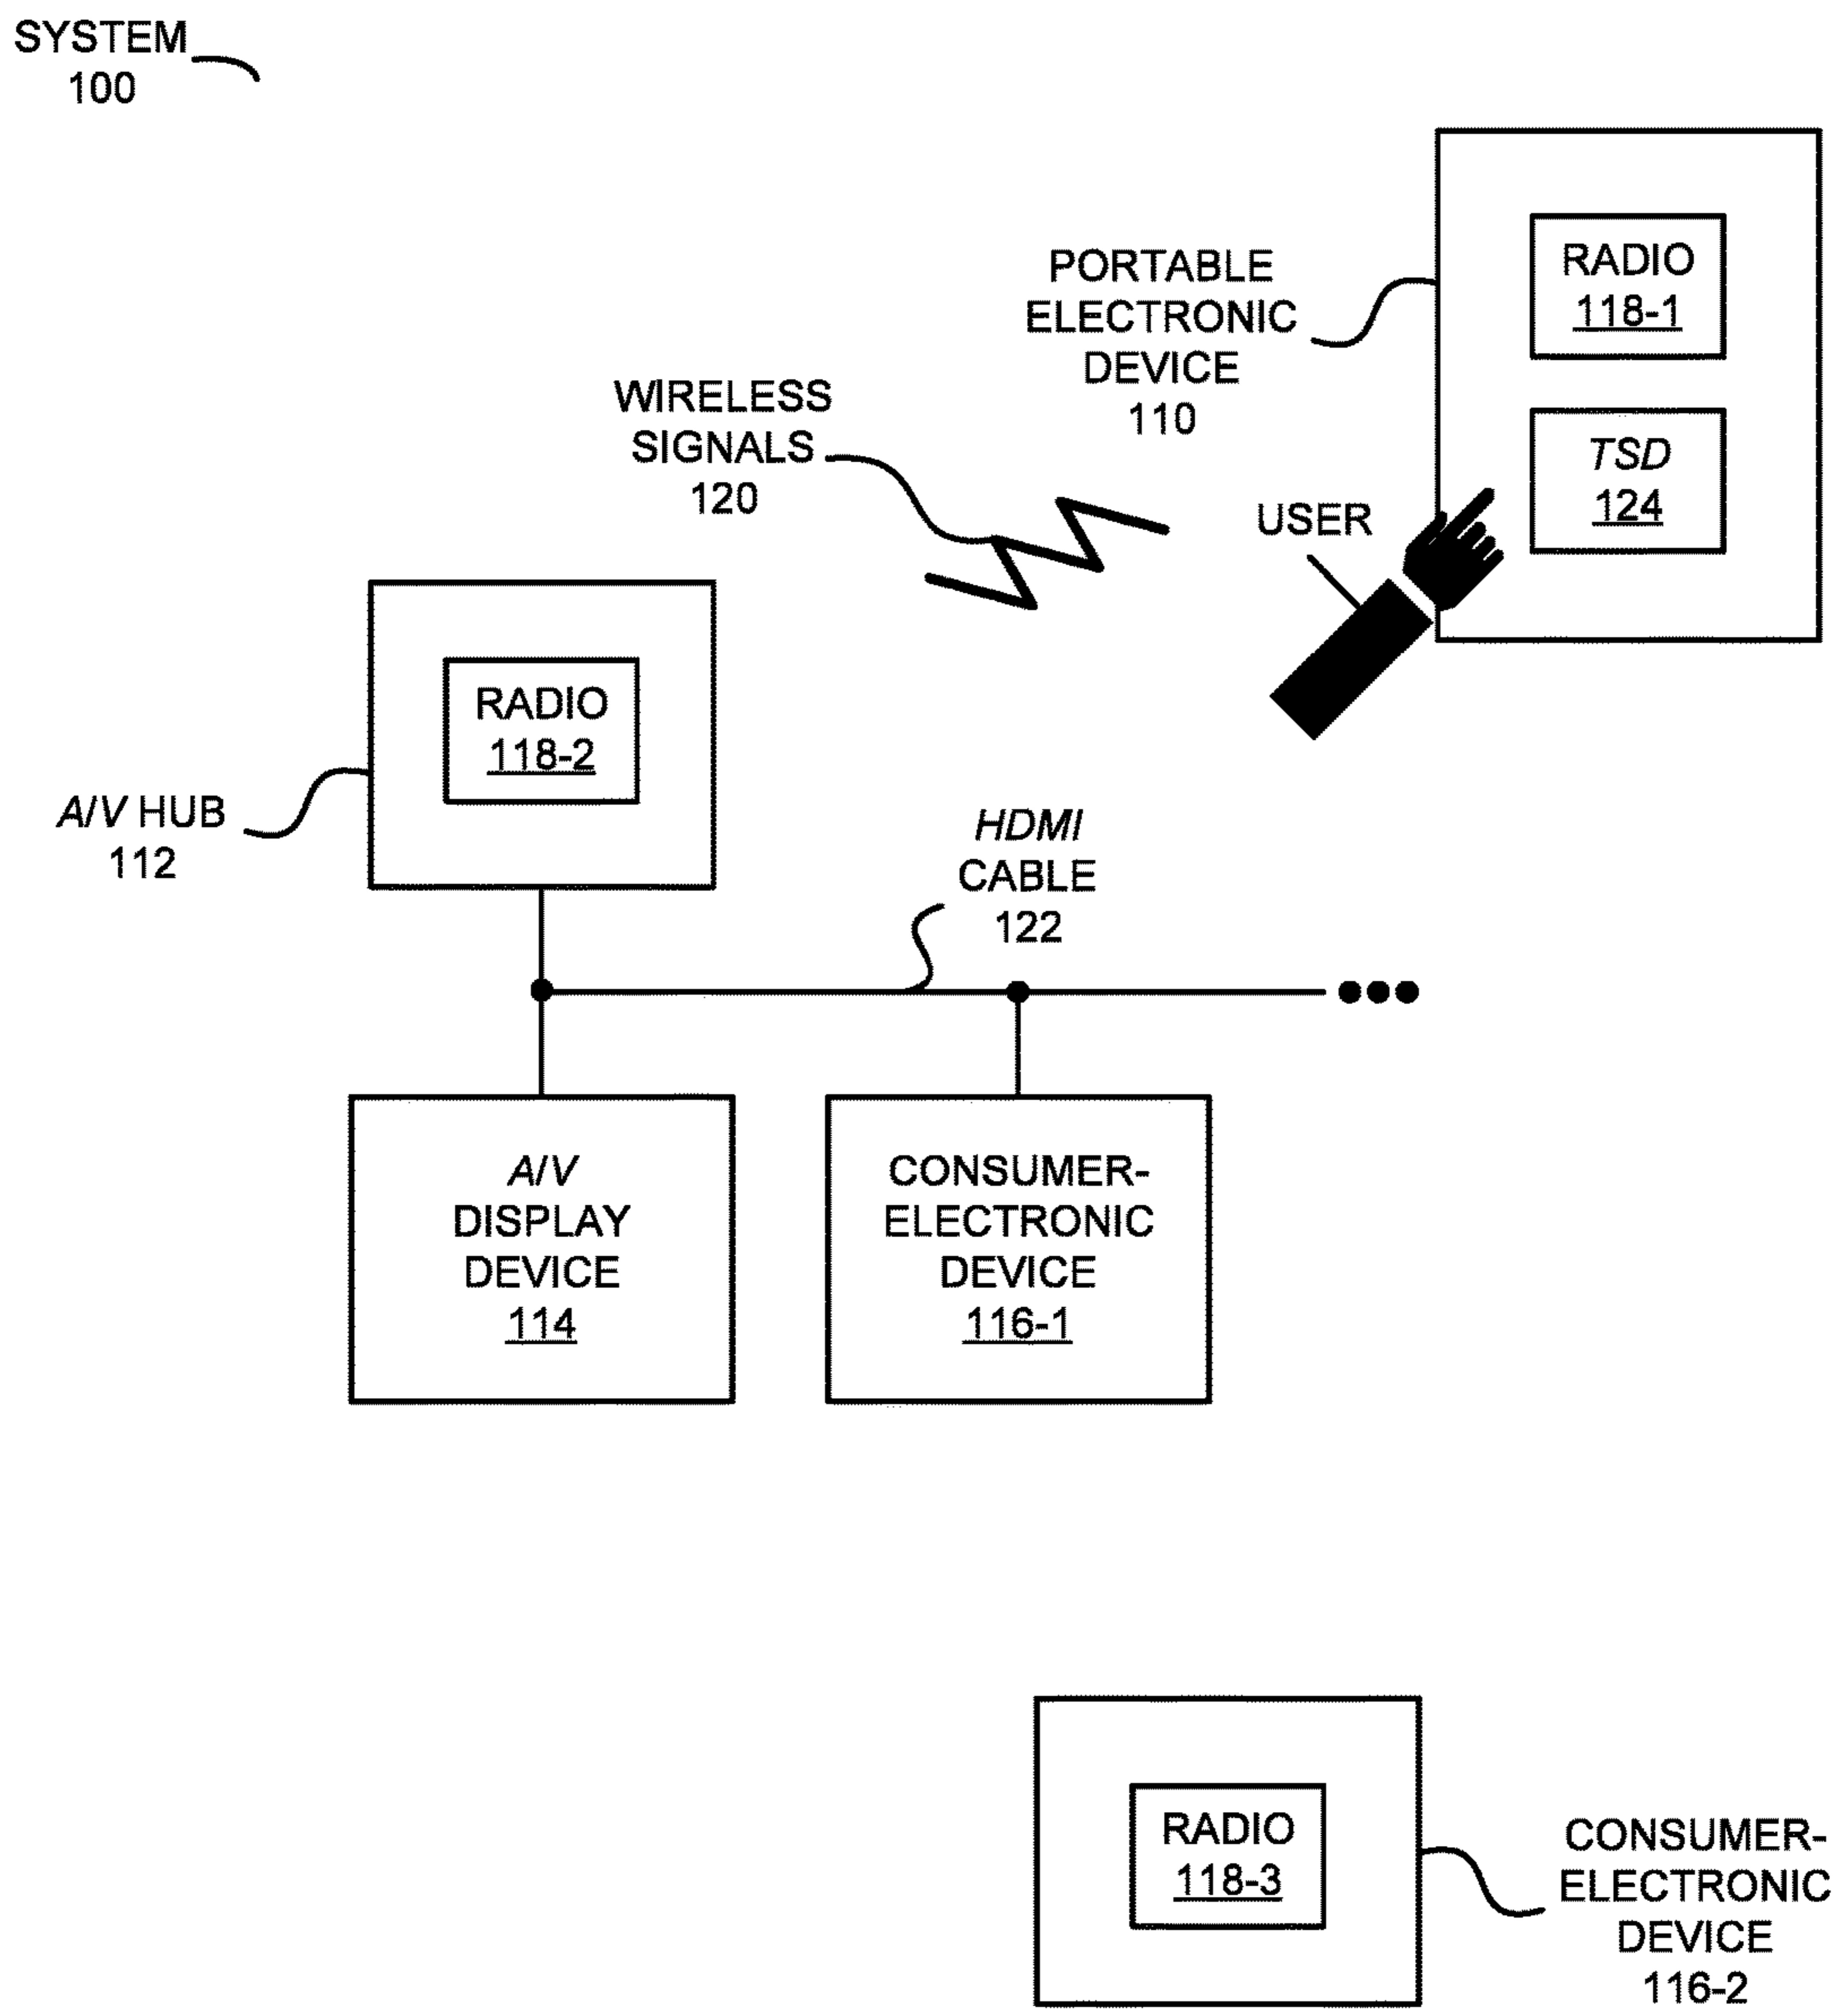 SYSTEM
100
PORTABLE
ELECTRONIC
DEVICE
110
RADIO
118-1
TSD
124
WIRELESS
SIGNALS
120
USER
RADIO
118-2
A/V HUB
112
HDMI
CABLE
122
A/V
DISPLAY
DEVICE
114
CONSUMER-
ELECTRONIC
DEVICE
116-1
RADIO
118-3
CONSUMER-
ELECTRONIC
DEVICE
116-2